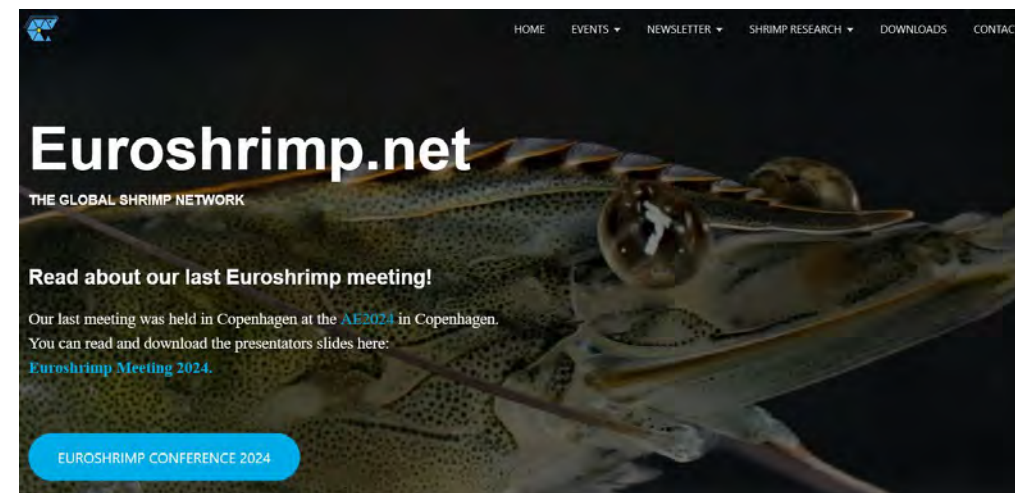 HOME EVENTS NEWSLETTER SHRIMP RESEARCH DOWNLOADS CONTAC
Euroshrimp.net
THE GLOBAL SHRIMP NETWORK
Read about our last Euroshrimp meeting!
Our last meeting was held in Copenhagen at the AE2024 in Copenhagen.
You can read and download the presentators slides here:
Euroshrimp Meeting 2024.
EUROSHRIMP CONFERENCE 2024